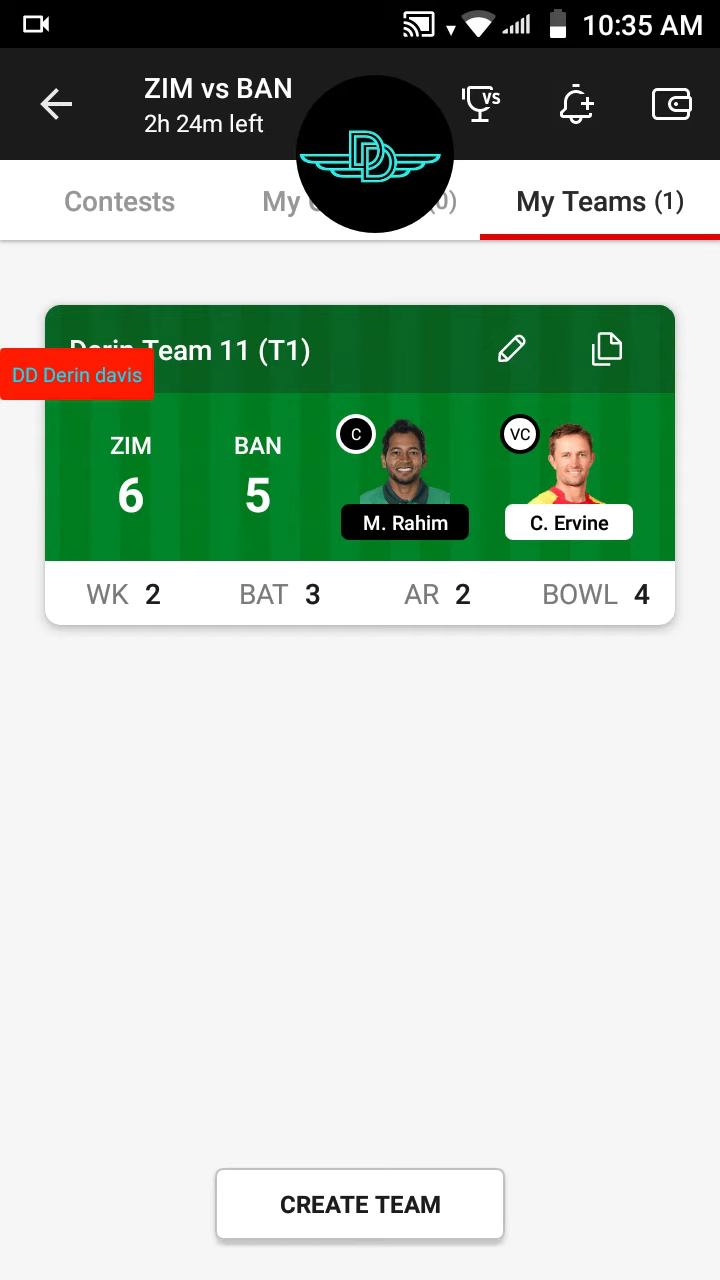 10:35 AM
ZIM vs BAN
2h 24m left
VS
DD
Contests
My
0)
My Teams (1)
Derin Team 11 (T1)
DD Derin davis
ZIM
BAN
C
VC
6
5
M. Rahim
C. Ervine
WK 2
BAT 3
AR 2
BOWL 4
CREATE TEAM